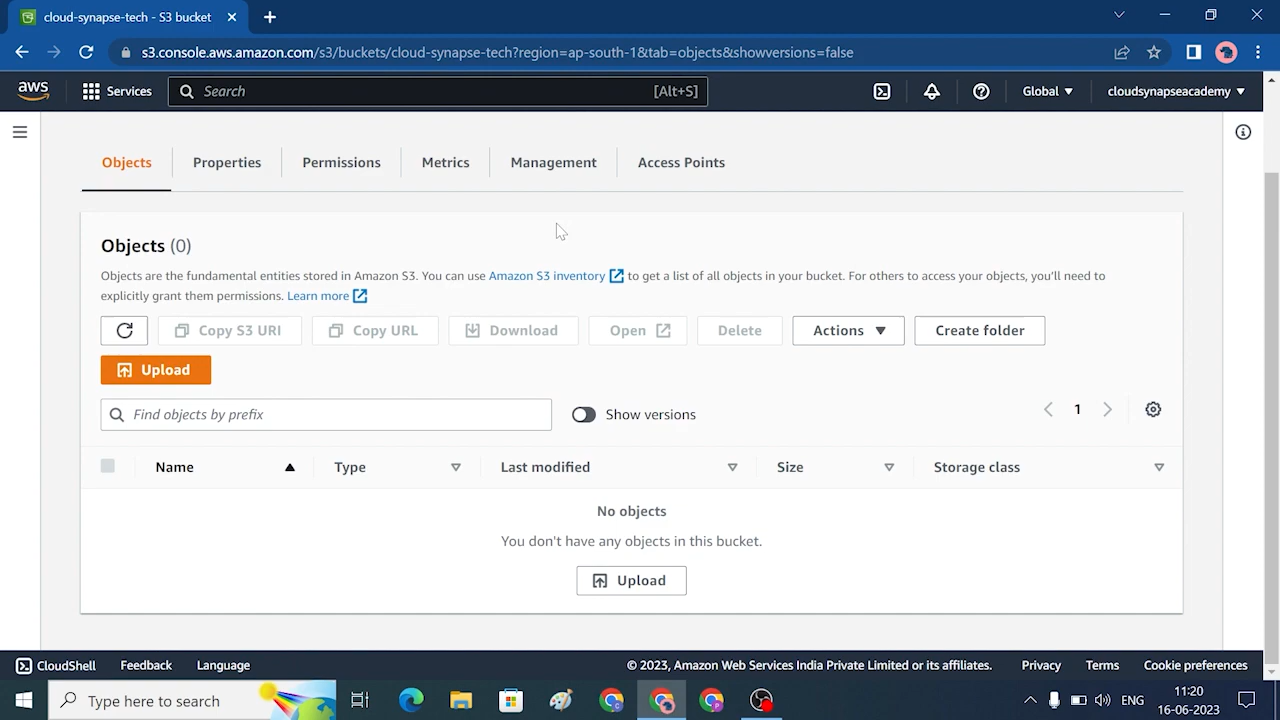 cloud-synapse-tech - S3 bucket
s3.console.aws.amazon.com/s3/buckets/cloud-synapse-tech?region=ap-south-1&tab=objects&showversions=false
aws Services Search [Alt+S] Global cloudsynapseacademy
Objects Properties Permissions Metrics Management Access Points
Objects (0)
Objects are the fundamental entities stored in Amazon S3. You can use Amazon S3 inventory to get a list of all objects in your bucket. For others to access your objects, you'll need to
explicitly grant them permissions. Learn more
Copy S3 URI Copy URL Download Open Delete Actions Create folder
Upload
Find objects by prefix Show versions 1
Name Type Last modified Size Storage class
No objects
You don't have any objects in this bucket.
Upload
CloudShell Feedback Language © 2023, Amazon Web Services India Private Limited or its affiliates. Privacy Terms Cookie preferences
Type here to search ENG 11:20
16-06-2023